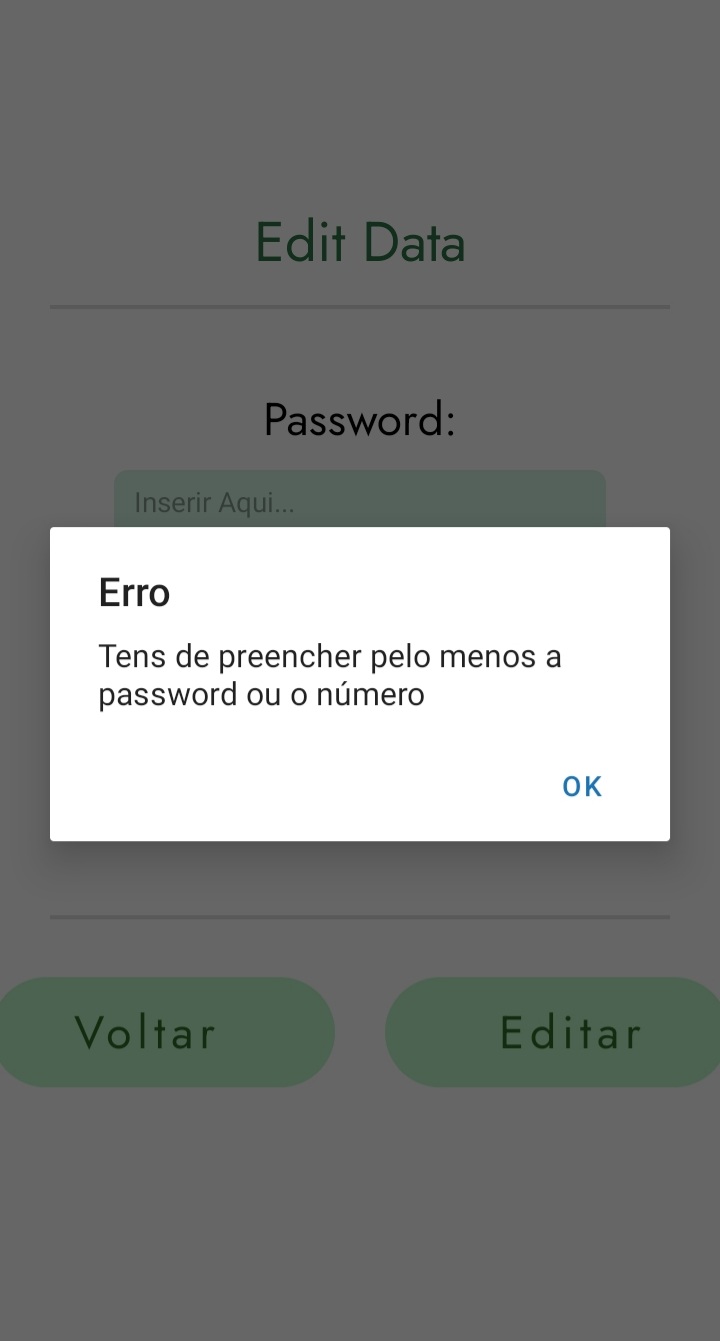 Edit Data
Password:
Inserir Aqui...
Erro
Tens de preencher pelo menos a
password ou o número
OK
Voltar
Editar